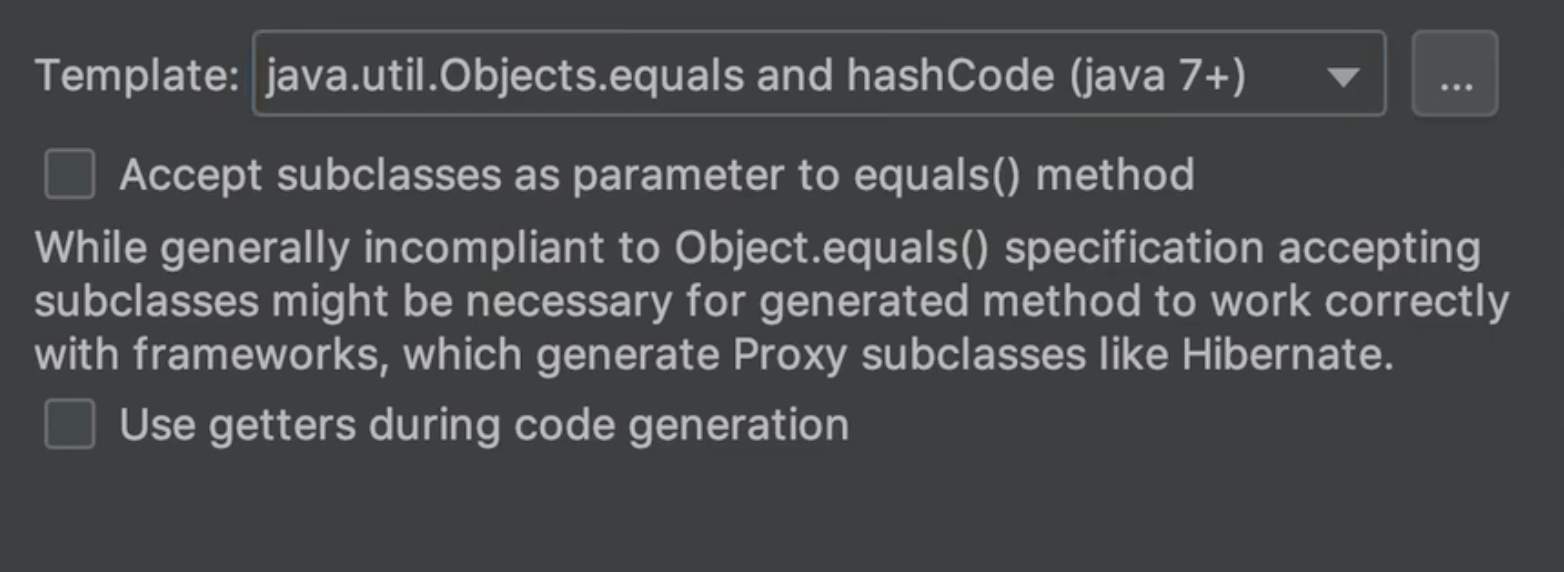 Template: java.util.Objects.equals and hashCode (java 7+) ...
Accept subclasses as parameter to equals() method
While generally incompliant to Object.equals() specification accepting
subclasses might be necessary for generated method to work correctly
with frameworks, which generate Proxy subclasses like Hibernate.
Use getters during code generation